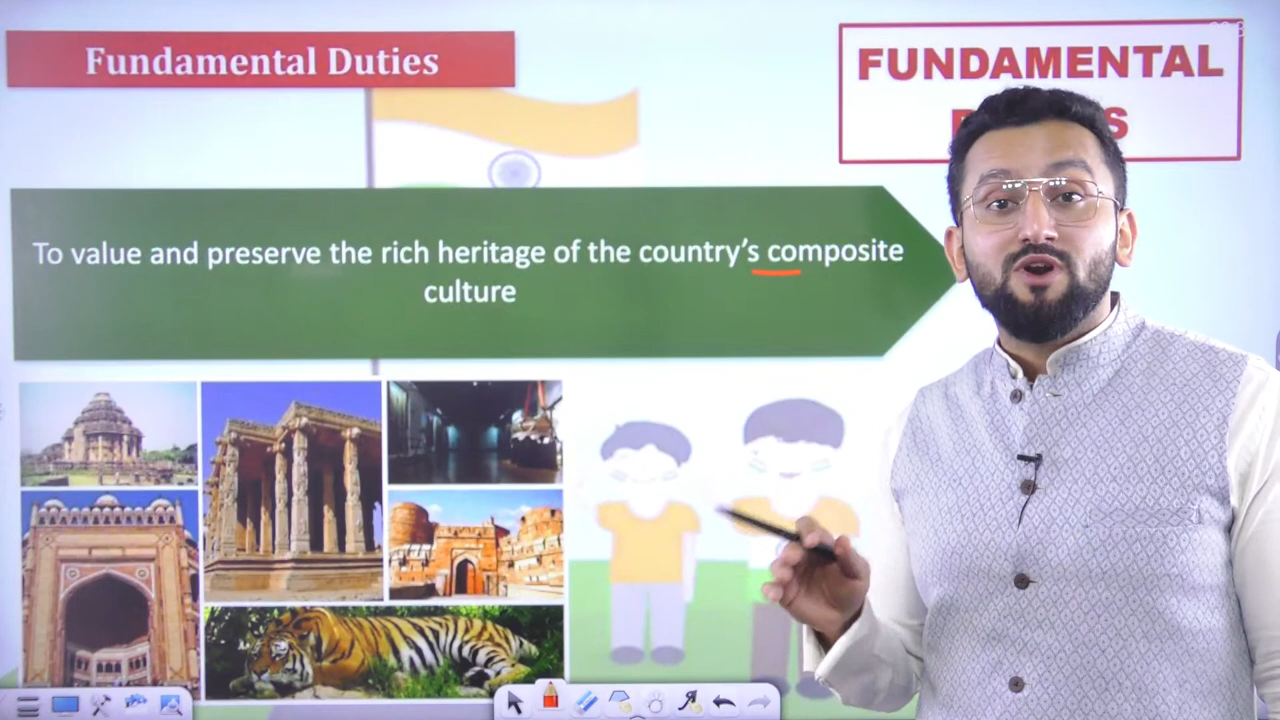 Fundamental Duties
FUNDAMENTAL
To value and preserve the rich heritage of the country's composite
culture